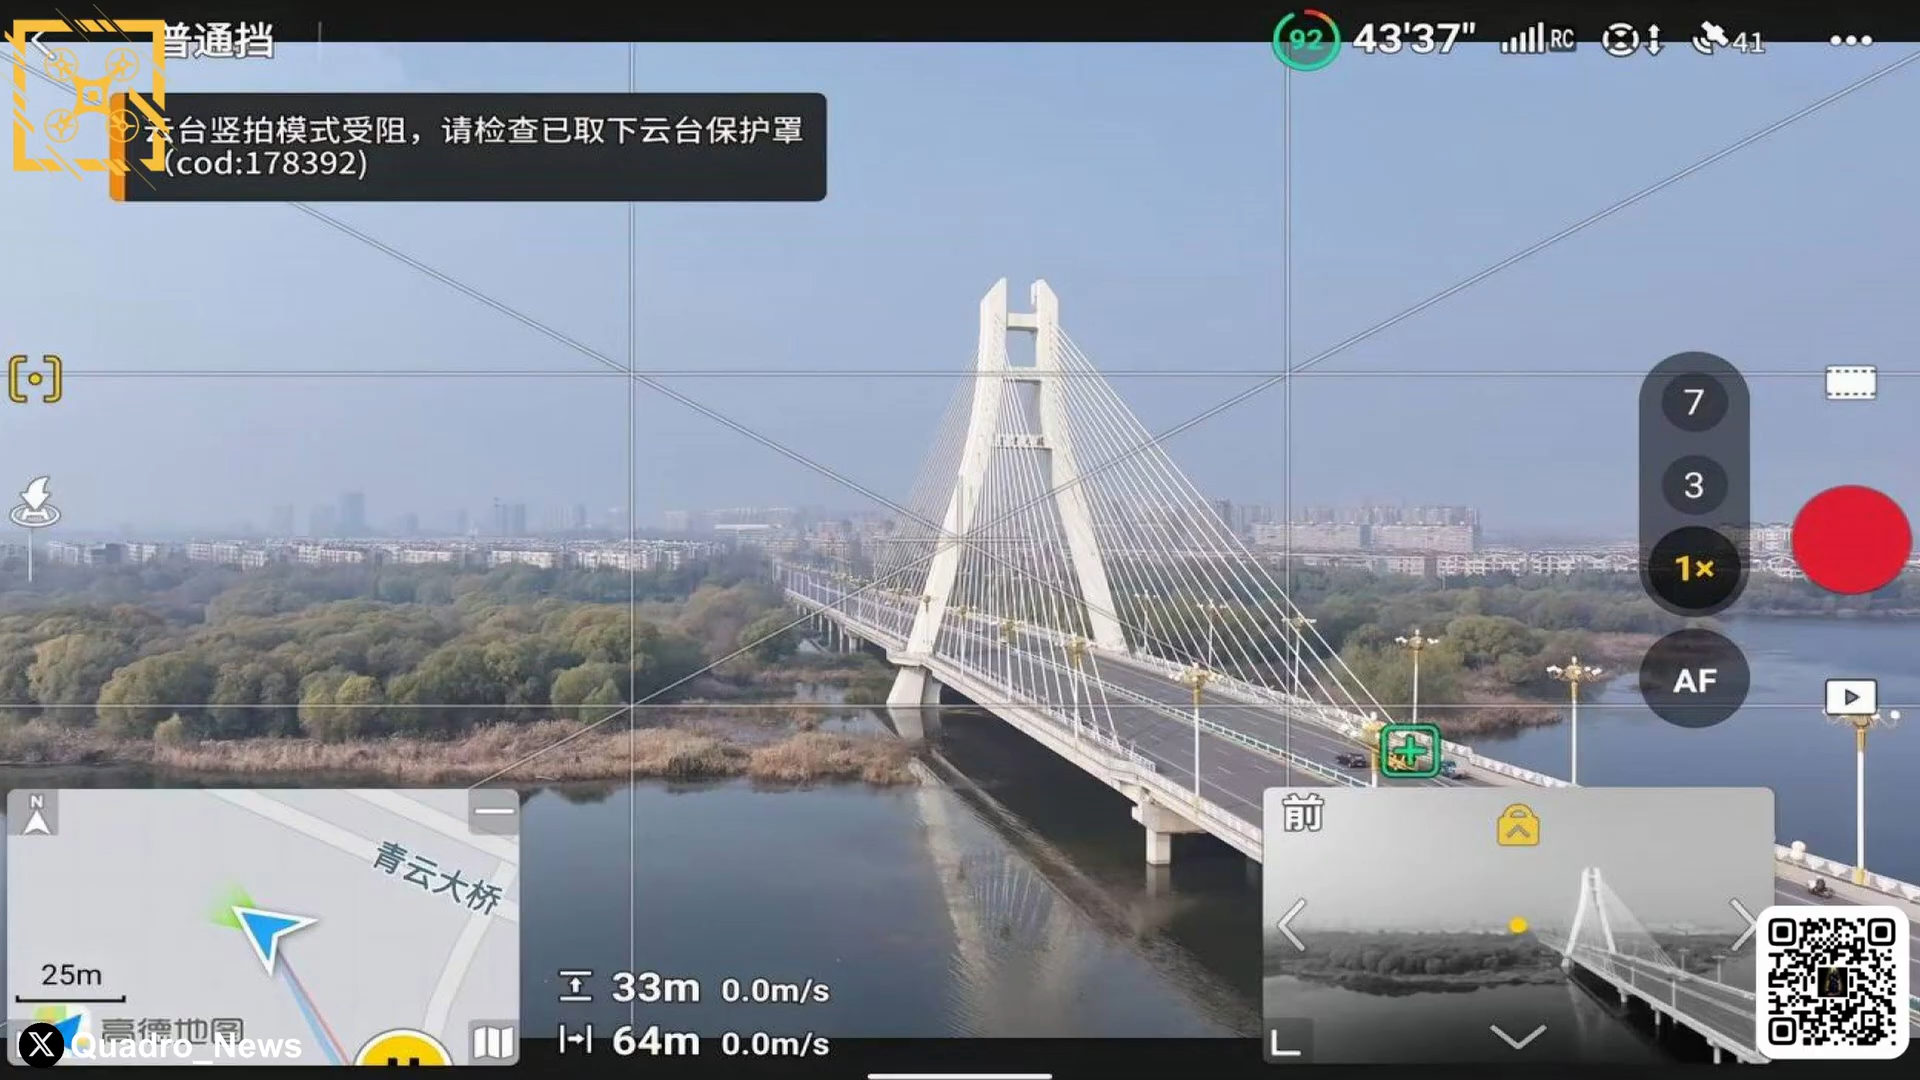 普通挡
92
43'37"
RC
41
云台竖拍模式受阻，请检查已取下云台保护罩
(cod:178392)
7
3
1×
AF
N
青云大桥
25m
高德地图
Quadro_News
33m 0.0m/s
64m 0.0m/s
前